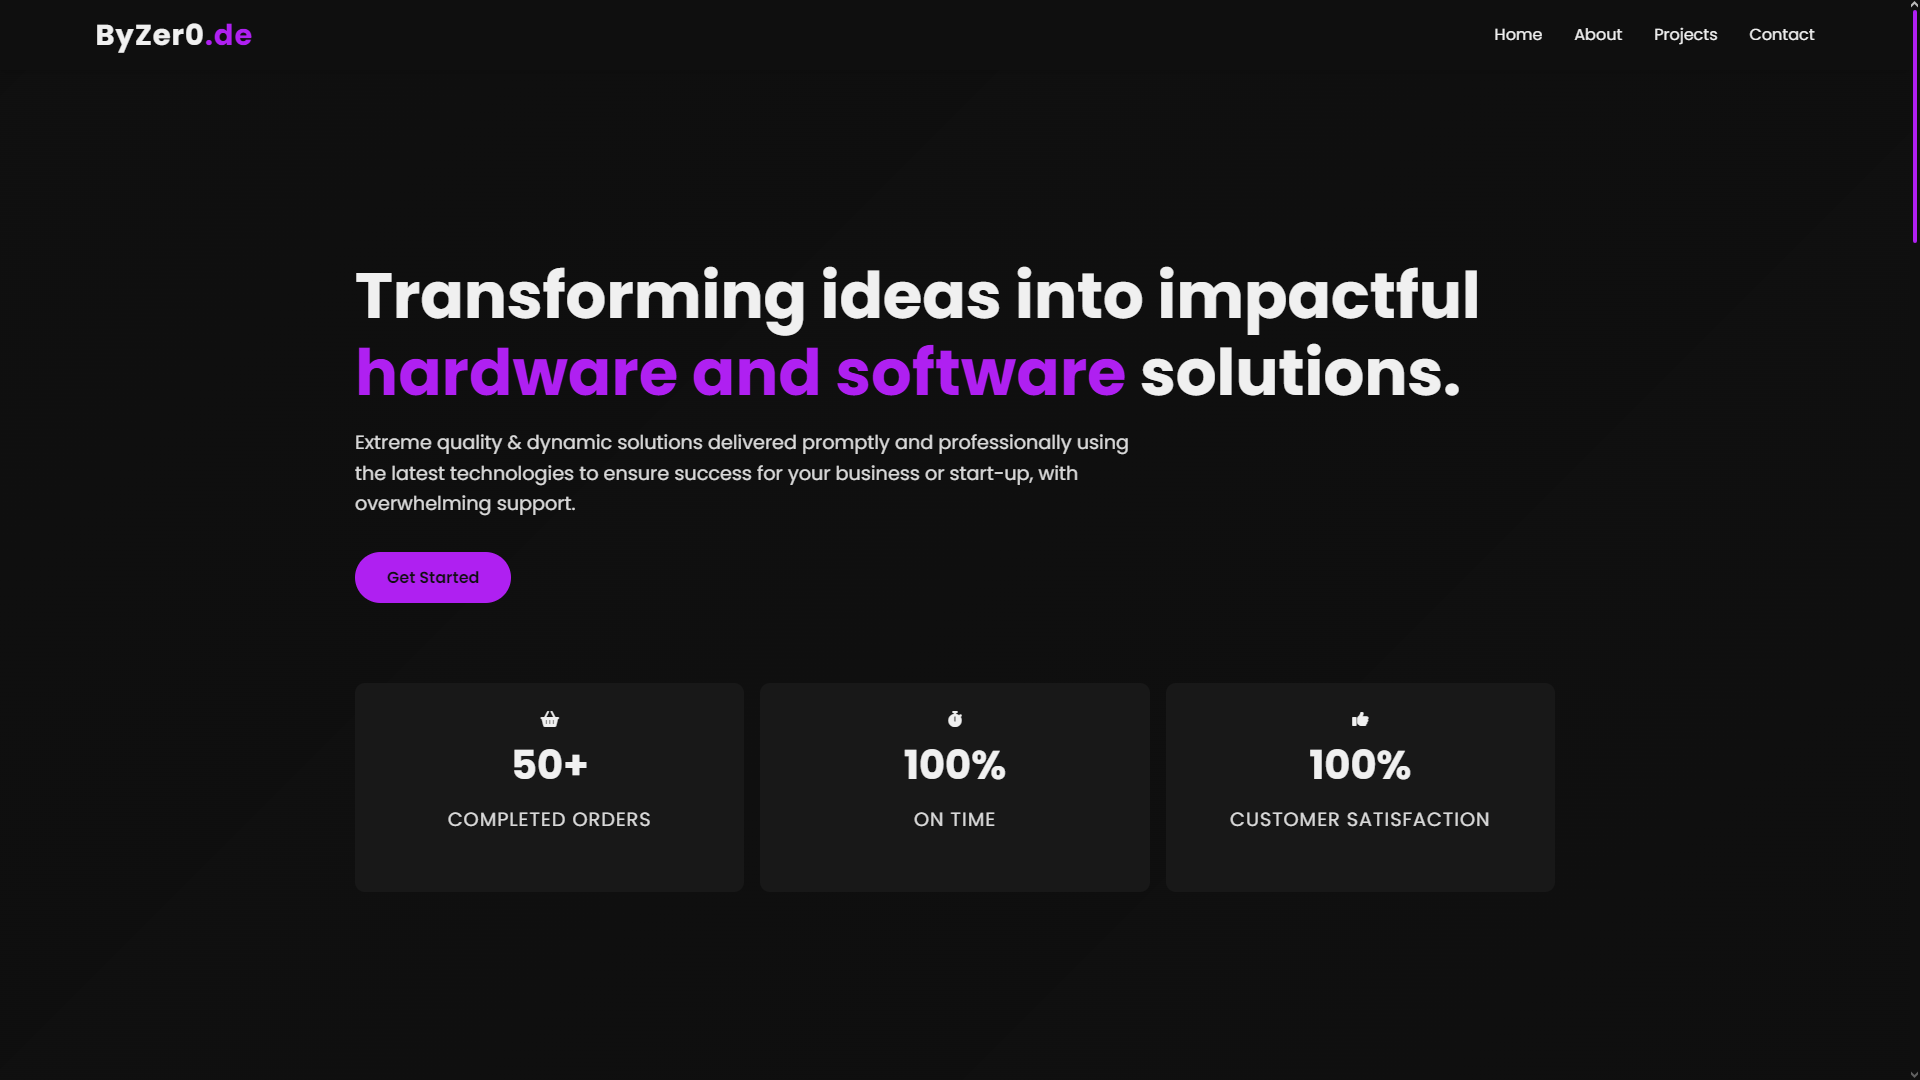 ByZer0.de
Home
About
Projects
Contact
Transforming ideas into impactful
hardware and software solutions.
Extreme quality & dynamic solutions delivered promptly and professionally using
the latest technologies to ensure success for your business or start-up, with
overwhelming support.
Get Started
50+
COMPLETED ORDERS
100%
ON TIME
100%
CUSTOMER SATISFACTION